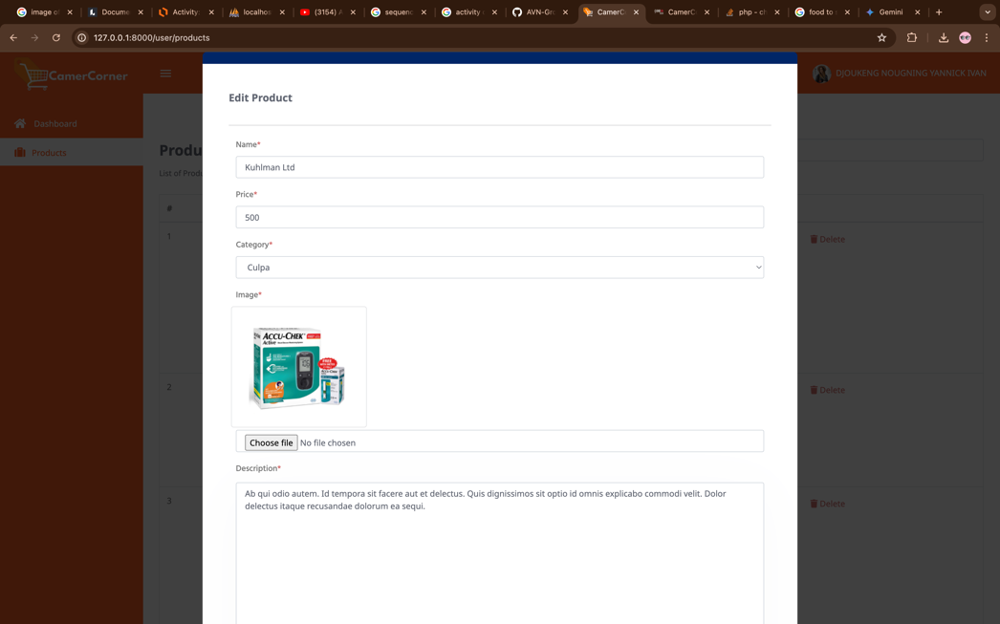 image o
Docume
Activity
localhos
(3154) A
sequenc
activity
AVN-Gr
CamerC
CamerC
php - c
food to
Gemini
127.0.0.1:8000/user/products
CamerCorner
DJOUKENG NOUGNING YANNICK IVAN
Dashboard
Products
Produ
List of Produ
#
1
Delete
2
Delete
3
Delete
Edit Product
Name*
Kuhlman Ltd
Price*
500
Category*
Culpa
Image*
ACCU-CHEK
Active
FREE
Choose file No file chosen
Description*
Ab qui odio autem. Id tempora sit facere aut et delectus. Quis dignissimos sit optio id omnis explicabo commodi velit. Dolor
delectus itaque recusandae dolorum ea sequi.